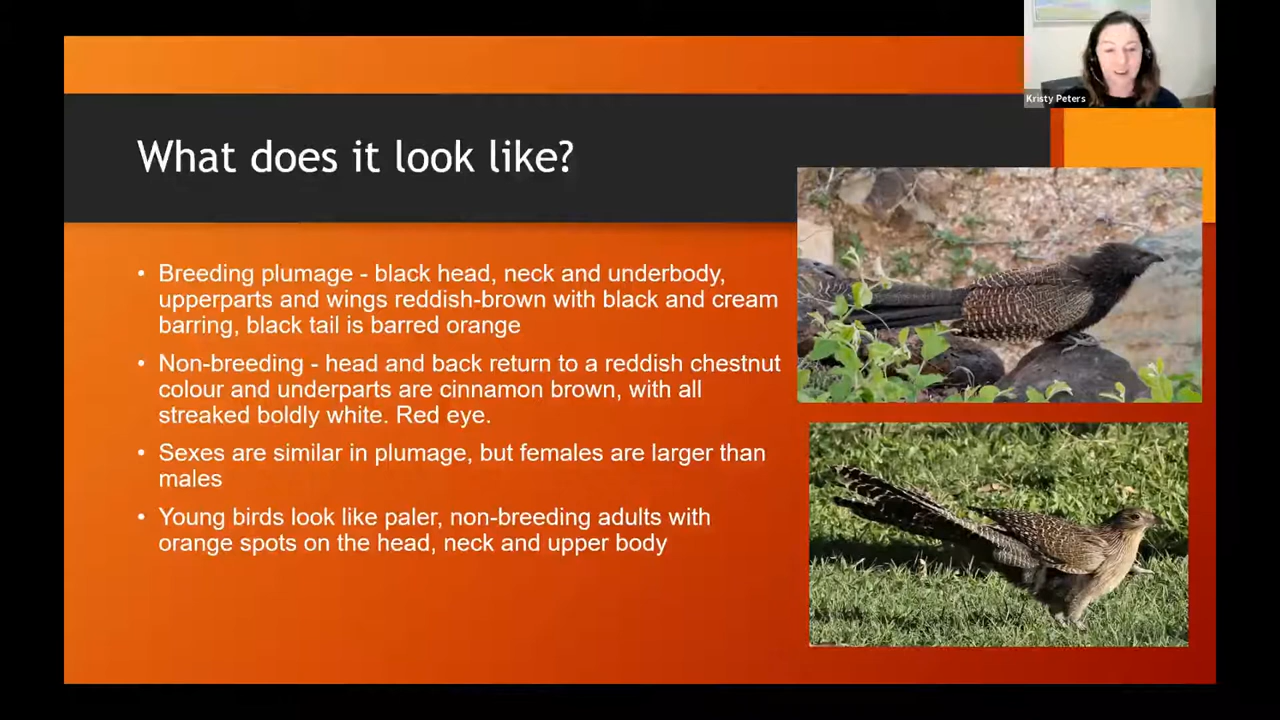 Kristy Peters
What does it look like?
• Breeding plumage - black head, neck and underbody,
upperparts and wings reddish-brown with black and cream
barring, black tail is barred orange
• Non-breeding - head and back return to a reddish chestnut
colour and underparts are cinnamon brown, with all
streaked boldly white. Red eye.
• Sexes are similar in plumage, but females are larger than
males
• Young birds look like paler, non-breeding adults with
orange spots on the head, neck and upper body